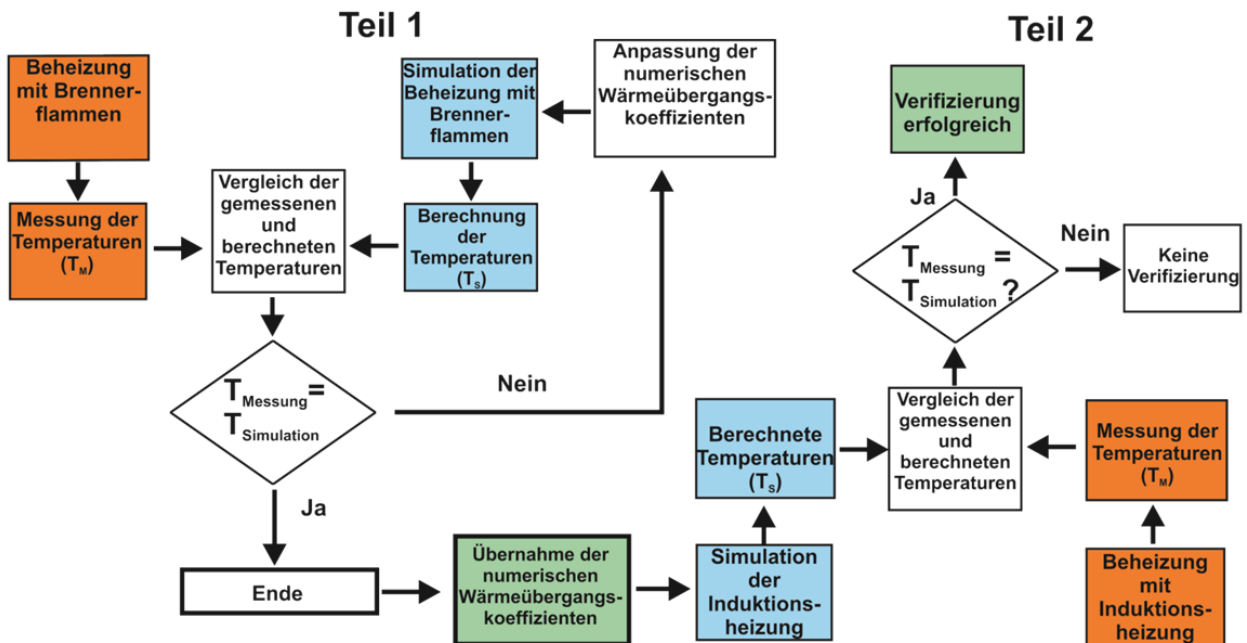 Teil 1
Beheizung
mit Brenner-
flammen
Messung der
Temperaturen
(TM)
Vergleich der
gemessenen
und
berechneten
Temperaturen
Simulation der
Beheizung mit
Brenner-
flammen
Berechnung
der
Temperaturen
(TS)
Anpassung der
numerischen
Wärmeübergangs-
koeffizienten
TMessung =
TSimulation
Nein
Ja
Ende
Übernahme der
numerischen
Wärmeübergangs-
koeffizienten
Teil 2
Verifizierung
erfolgreich
Ja
TMessung =
TSimulation ?
Nein
Keine
Verifizierung
Berechnete
Temperaturen
(TS)
Vergleich der
gemessenen
und
berechneten
Temperaturen
Messung der
Temperaturen
(TM)
Simulation
der
Induktions-
heizung
Beheizung
mit
Induktions-
heizung